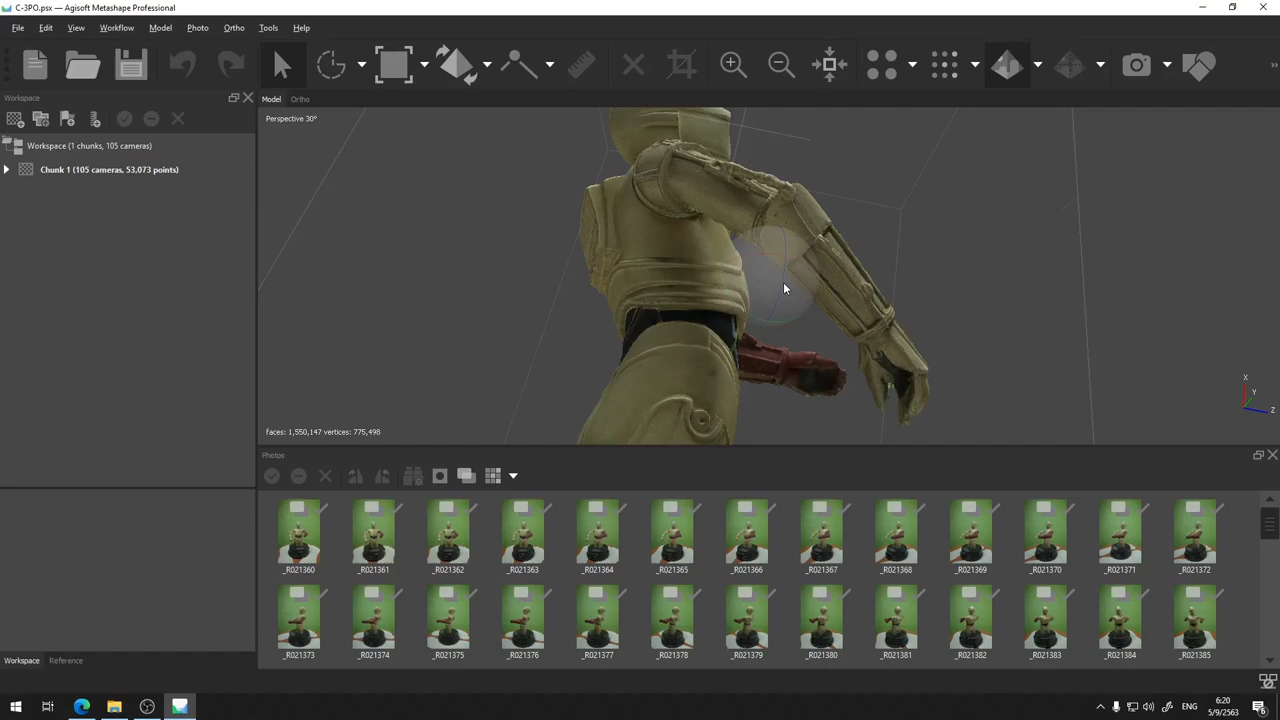 C-3PO.psx — Agisoft Metashape Professional
File Edit View Workflow Model Photo Ortho Tools Help
Workspace
Model Ortho
Perspective 30°
Workspace (1 chunks, 105 cameras)
Chunk 1 (105 cameras, 53,073 points)
X
Y
Z
faces: 1,550,147 vertices: 775,498
Photos
_R021360 _R021361 _R021362 _R021363 _R021364 _R021365 _R021366 _R021367 _R021368 _R021369 _R021370 _R021371 _R021372
_R021373 _R021374 _R021375 _R021376 _R021377 _R021378 _R021379 _R021380 _R021381 _R021382 _R021383 _R021384 _R021385
Workspace Reference
ENG
6:20
5/9/2563
6